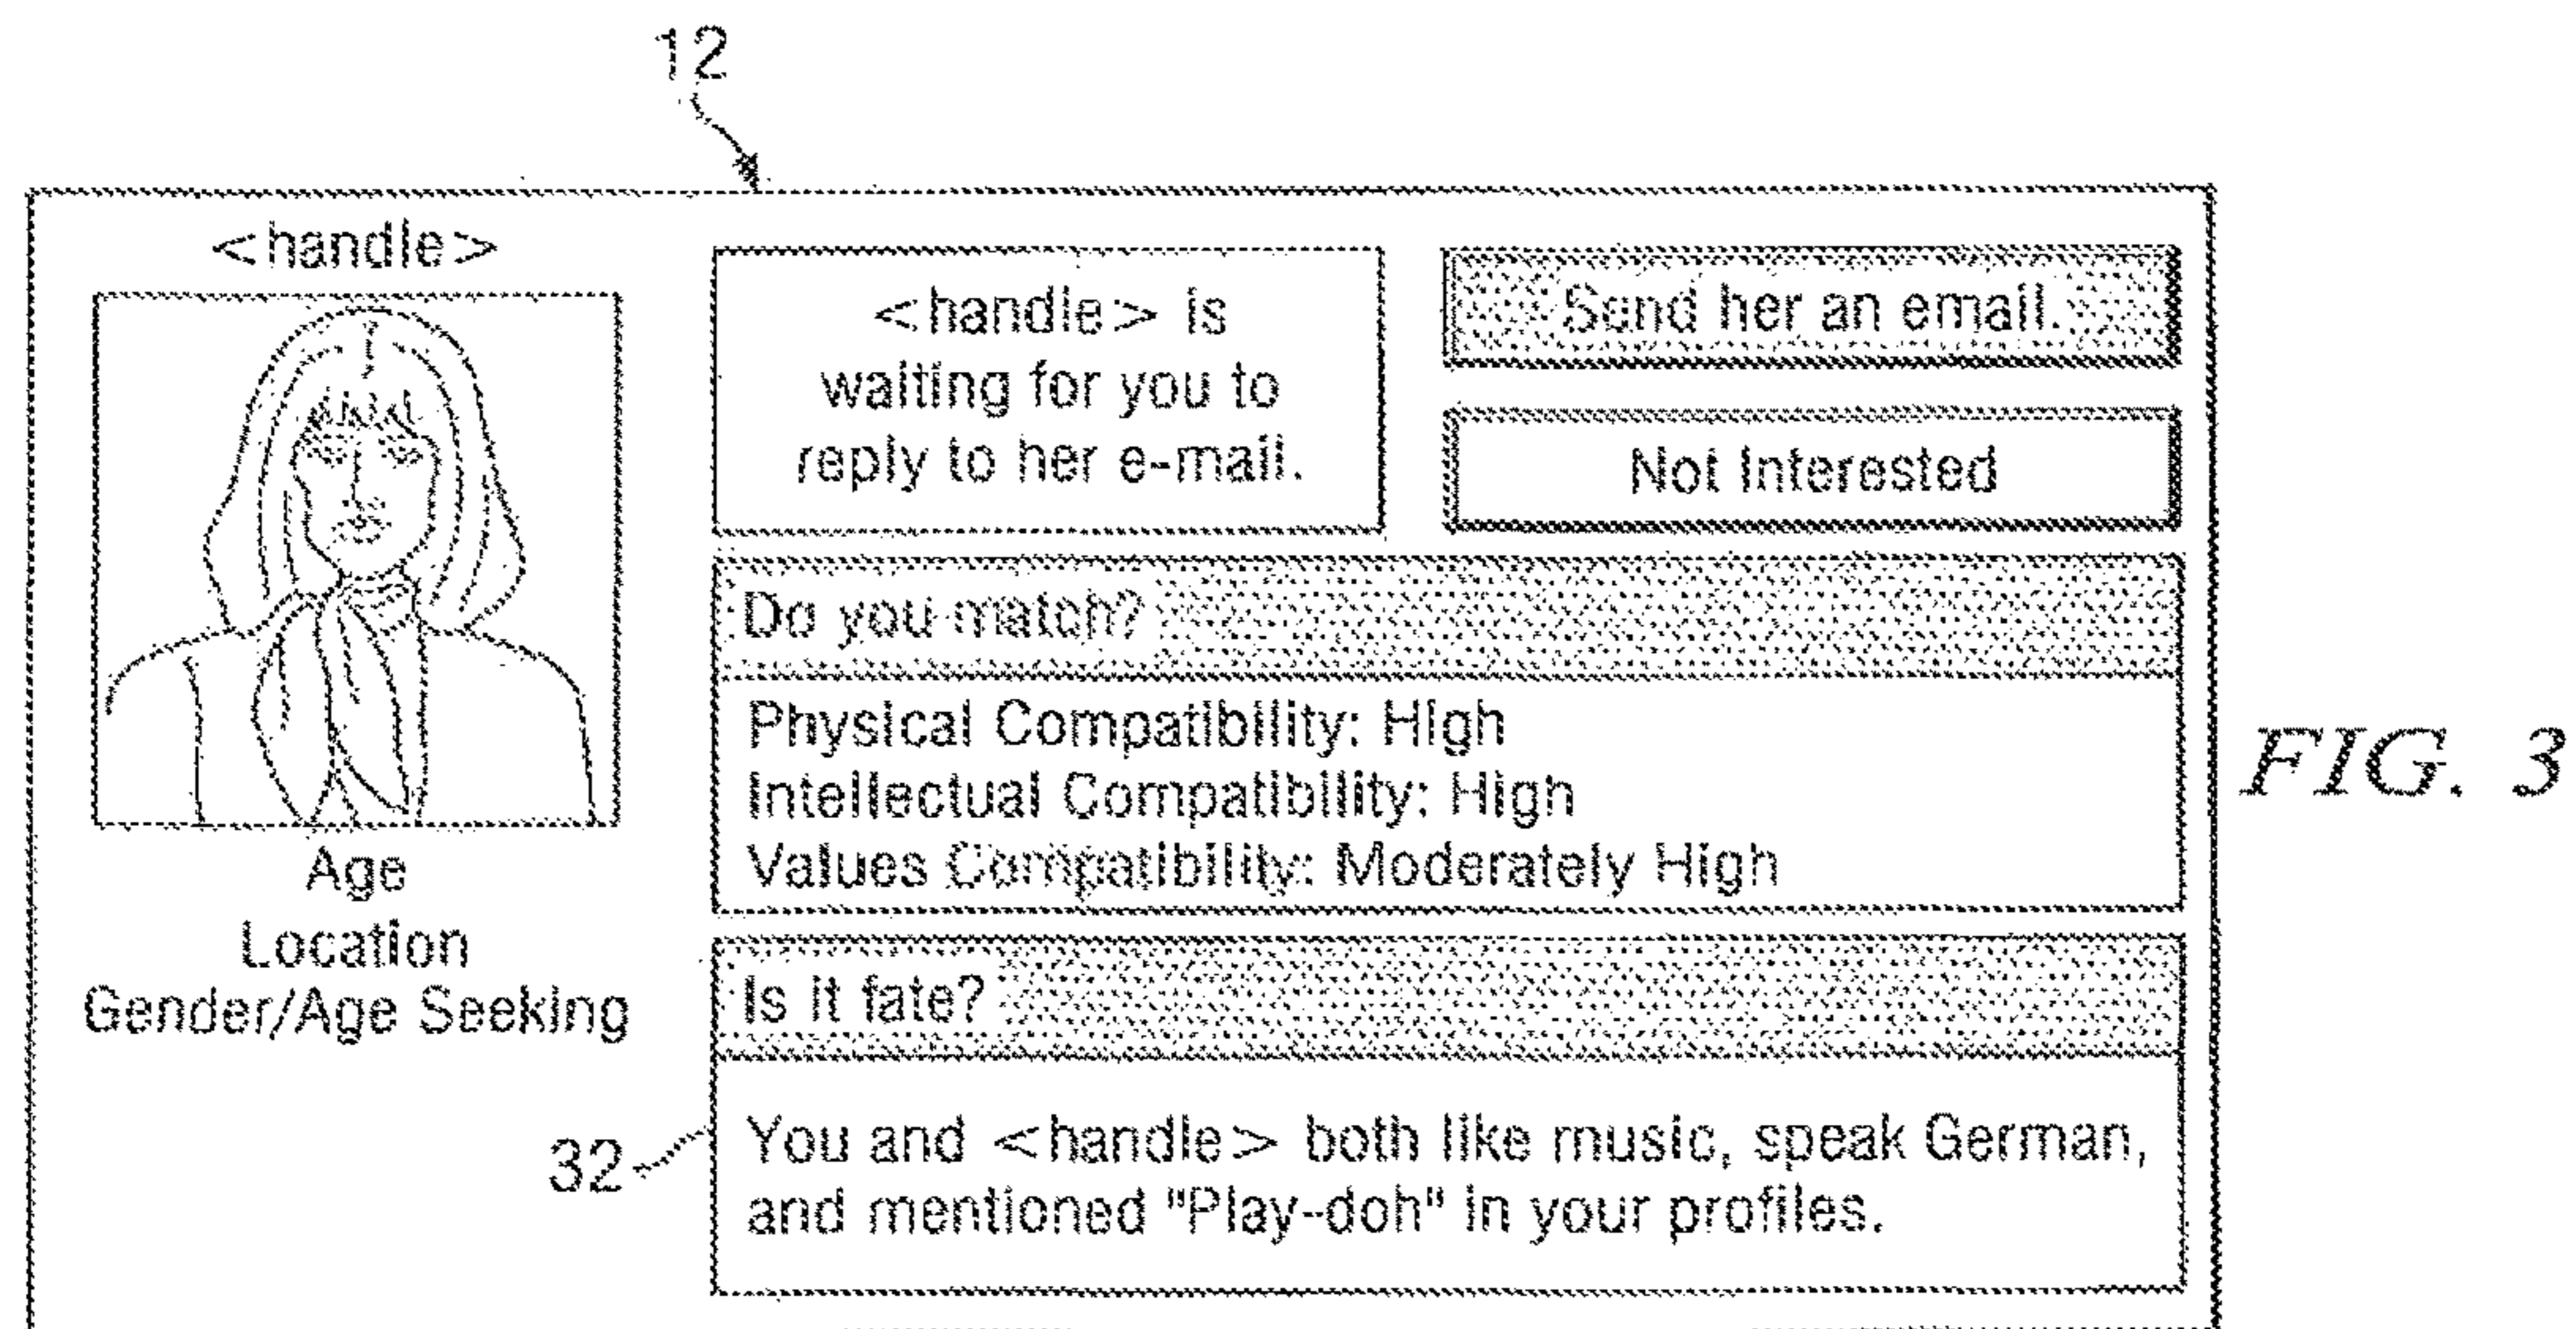 12
<handle>
<handle> is
waiting for you to
reply to her e-mail.
Send her an email.
Not Interested
Do you match?
Physical Compatibility: High
Intellectual Compatibility: High
Values Compatibility: Moderately High
Age
Location
Gender/Age Seeking
Is it fate?
32
You and <handle> both like music, speak German,
and mentioned "Play-doh" in your profiles.
FIG. 3